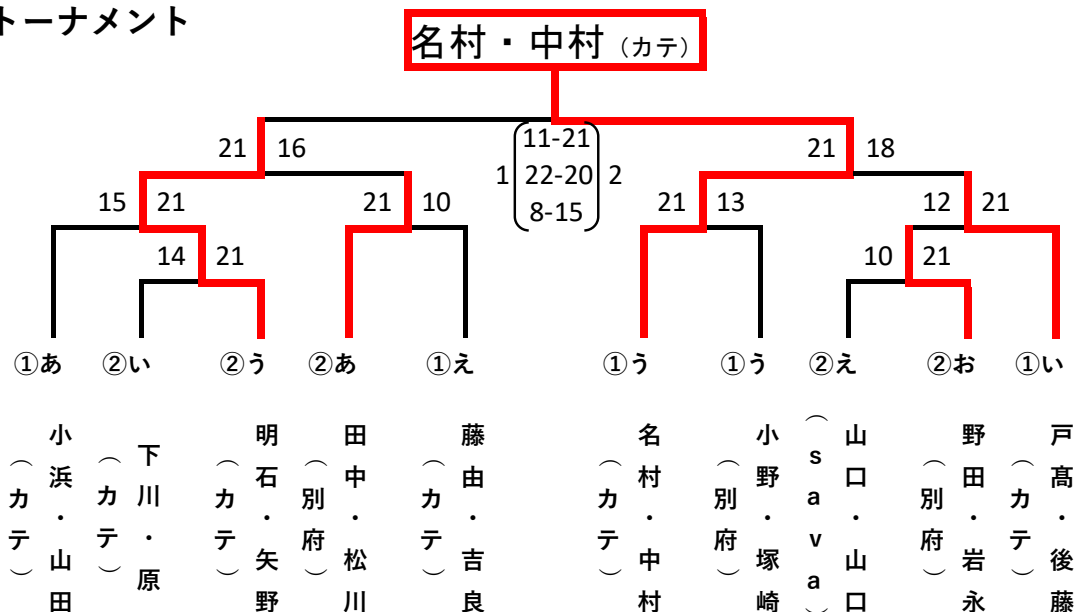 トーナメント
名村・中村（カテ）
11-21
21 16 21 18
1 22-20 2
8-15
15 21 21 10 21 13 12 21
14 21 10 21
①あ ②い ②う ②あ ①え ①う ①う ②え ②お ①い
小浜・山田
（カテ）
下川・原
（カテ）
明石・矢野
（カテ）
田中・松川
（別府）
藤由・吉良
（カテ）
名村・中村
（カテ）
小野・塚崎
（別府）
山口・山口
（sava）
野田・岩永
（別府）
戸髙・後藤
（カテ）